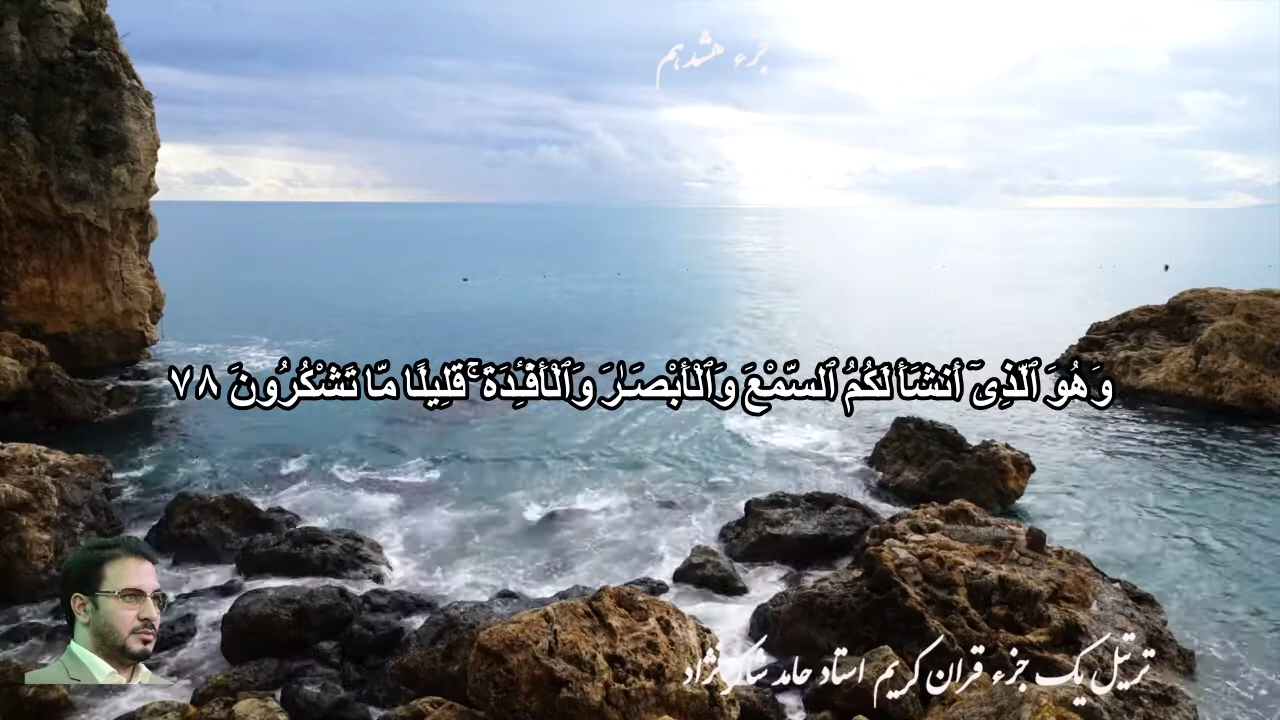 جزء هشدهم
وَهُوَ ٱلَّذِىٓ أَنشَأَ لَكُمُ ٱلسَّمْعَ وَٱلْأَبْصَـٰرَ وَٱلْأَفْـِٔدَةَ ۚ قَلِيلًا مَّا تَشْكُرُونَ ٧٨
ترتیل یک جزء قران کریم استاد حامد شاکرنژاد